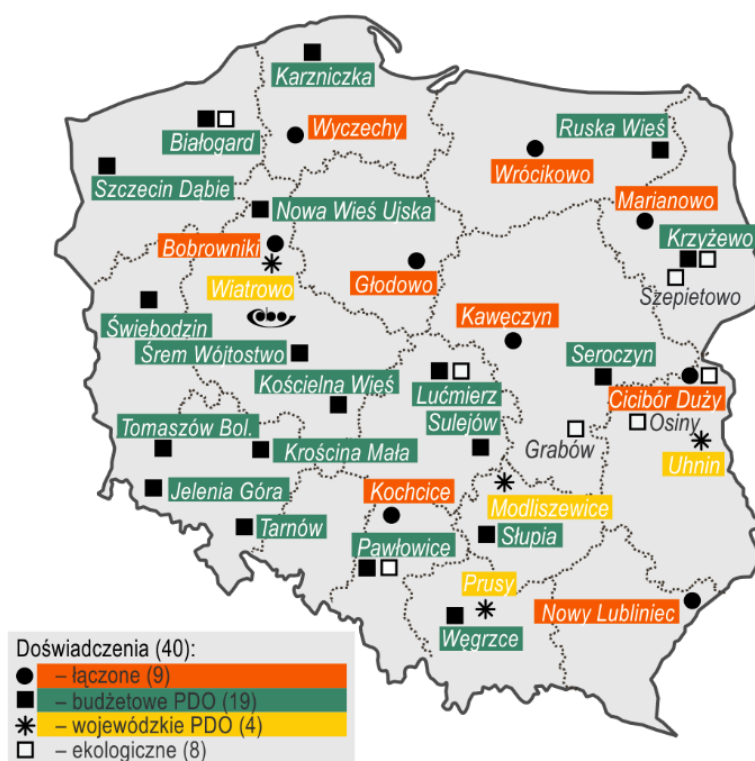 Karzniczka
Wyczechy
Białogard
Ruska Wieś
Wrócikowo
Szczecin Dąbie
Marianowo
Nowa Wieś Ujska
Krzyżewo
Bobrowniki
Głodowo
Wiatrowo
Szepietowo
Świebodzin
Kawęczyn
Śrem Wójtostwo
Seroczyn
Kościelna Wieś
Lućmierz
Cicibór Duży
Sulejów
Osiny
Tomaszów Bol.
Krościna Mała
Grabów
Uhnin
Jelenia Góra
Kochcice
Modliszewice
Tarnów
Słupia
Pawłowice
Prusy
Nowy Lubliniec
Węgrzce
Doświadczenia (40):
– łączone (9)
– budżetowe PDO (19)
– wojewódzkie PDO (4)
– ekologiczne (8)